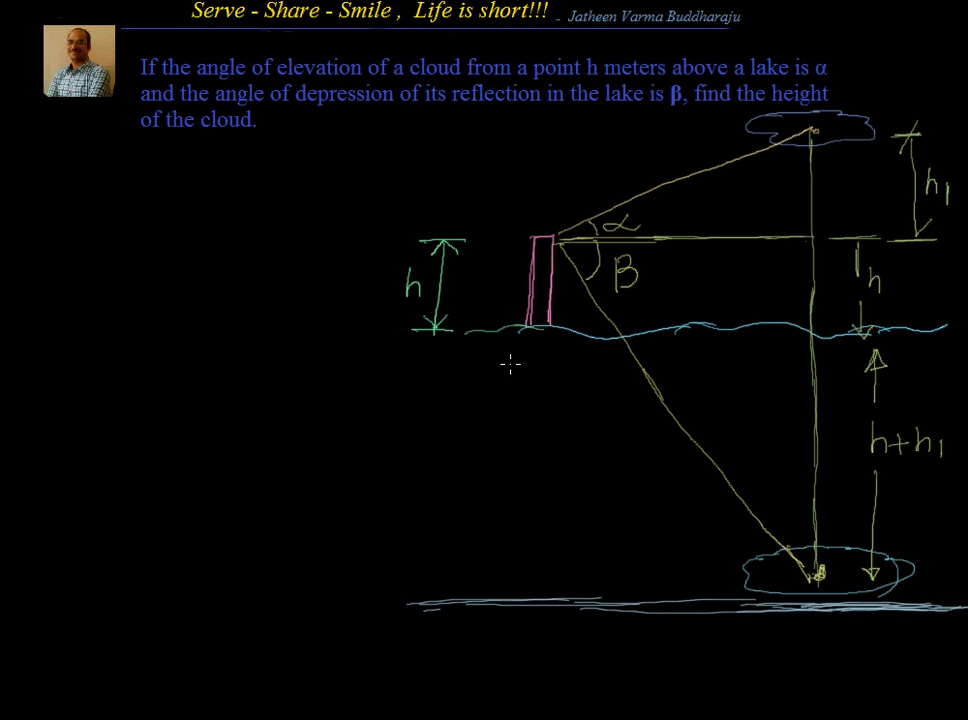 Serve - Share - Smile , Life is short!!! - Jatheen Varma Buddharaju
If the angle of elevation of a cloud from a point h meters above a lake is α
and the angle of depression of its reflection in the lake is β, find the height
of the cloud.
h₁
α
h
β
h
h+h₁